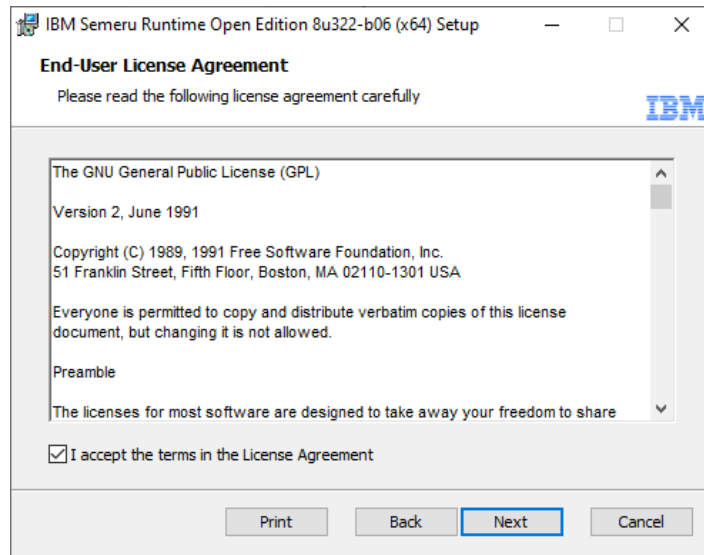 IBM Semeru Runtime Open Edition 8u322-b06 (x64) Setup
End-User License Agreement
Please read the following license agreement carefully
IBM
The GNU General Public License (GPL)
Version 2, June 1991
Copyright (C) 1989, 1991 Free Software Foundation, Inc.
51 Franklin Street, Fifth Floor, Boston, MA 02110-1301 USA
Everyone is permitted to copy and distribute verbatim copies of this license
document, but changing it is not allowed.
Preamble
The licenses for most software are designed to take away your freedom to share
I accept the terms in the License Agreement
Print Back Next Cancel